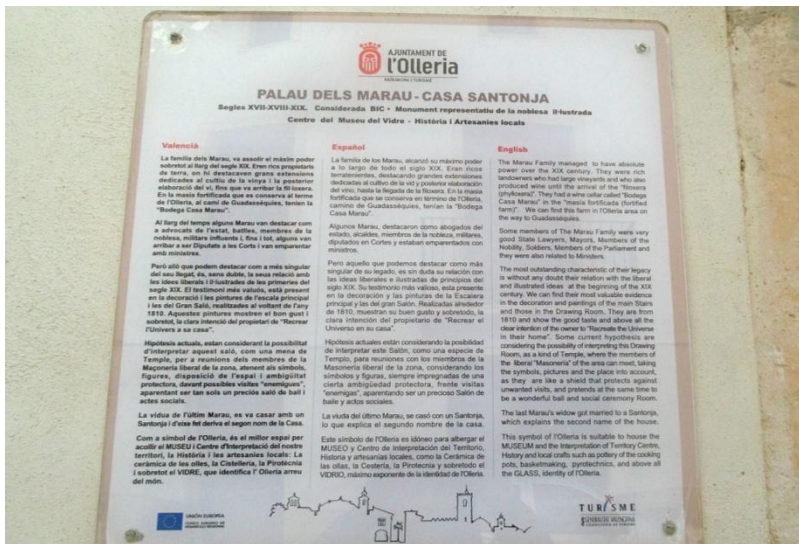 AJUNTAMENT DE
l'Olleria
PATRIMONI I TURISME
PALAU DELS MARAU - CASA SANTONJA
Segles XVII-XVIII-XIX. Considerada BIC • Monument representatiu de la noblesa il·lustrada
Centre del Museu del Vidre - Història i Artesanies locals
Valencià
La família dels Marau, va assolir el màxim poder
sobretot al llarg del segle XIX. Eren rics propietaris
de terra, on hi destacaven grans extensions
dedicades al cultiu de la vinya i la posterior
elaboració del vi, fins que va arribar la fil·loxera.
En la masia fortificada que es conserva al terme
de l'Olleria, al camí de Guadasséquies, tenien la
"Bodega Casa Marau".
Al llarg del temps alguns Marau van destacar com
a advocats de l'estat, batlles, membres de la
noblesa, militars influents i, fins i tot, alguns van
arribar a ser Diputats a les Corts i van emparentar
amb ministres.
Però allò que podem destacar com a més singular
del seu llegat, és, sens dubte, la seua relació amb
les idees liberals i il·lustrades de les primeries del
segle XIX. El testimoni més valuós, està present
en la decoració i les pintures de l'escala principal
i les del Gran Saló, realitzades al voltant de l'any
1810. Aquestes pintures mostren el bon gust i
sobretot, la clara intenció del propietari de "Recrear
l'Univers a sa casa".
Hipòtesis actuals, estan considerant la possibilitat
d'interpretar aquest saló, com una mena de
Temple, per a reunions dels membres de la
Maçoneria liberal de la zona, atenent als símbols,
figures, disposició de l'espai i ambigüitat
protectora, davant possibles visites "enemigues",
aparentant ser tan sols un preciós saló de ball i
actes socials.
La viuda de l'últim Marau, es va casar amb un
Santonja i d'eixe fet deriva el segon nom de la Casa.
Com a símbol de l'Olleria, és el millor espai per
acollir el MUSEU i Centre d'Interpretació del nostre
territori, la Història i les artesanies locals: La
ceràmica de les olles, la Cistelleria, la Pirotècnia
i sobretot el VIDRE, que identifica l' Olleria arreu
del món.
Español
La familia de los Marau, alcanzó su máximo poder
a lo largo de todo el siglo XIX. Eran ricos
terratenientes, destacando grandes extensiones
dedicadas al cultivo de la vid y posterior elaboración
del vino, hasta la llegada de la filoxera. En la masía
fortificada que se conserva en término de l'Olleria,
camino de Guadasséquies, tenían la "Bodega
Casa Marau".
Algunos Marau, destacaron como abogados del
estado, alcaldes, miembros de la nobleza, militares,
diputados en Cortes y estaban emparentados con
ministros.
Pero aquello que podemos destacar como más
singular de su legado, es sin duda su relación con
las ideas liberales e ilustradas de principios del
siglo XIX. Su testimonio más valioso, esta presente
en la decoración y las pinturas de la Escalera
principal y las del gran Salón. Realizadas alrededor
de 1810, muestran su buen gusto y sobretodo, la
clara intención del propietario de "Recrear el
Universo en su casa".
Hipótesis actuales están considerando la posibilidad
de interpretar este Salón, como una especie de
Templo, para reuniones con los miembros de la
Masonería liberal de la zona, considerando los
símbolos y figuras, siempre impregnadas de una
cierta ambigüedad protectora, frente visitas
"enemigas", aparentando ser un precioso Salón de
baile y actos sociales.
La viuda del último Marau, se casó con un Santonja,
lo que explica el segundo nombre de la casa.
Este símbolo de l'Olleria es idóneo para albergar el
MUSEO y Centro de Interpretación del Territorio,
Historia y artesanías locales, como la Cerámica de
las ollas, la Cestería, la Pirotecnia y sobretodo el
VIDRIO, máximo exponente de la identidad de l'Olleria.
English
The Marau Family managed to have absolute
power over the XIX century. They were rich
landowners who had large vineyards and who also
produced wine until the arrival of the "filoxera
(phylloxera)". They had a wine cellar called "Bodega
Casa Marau" in the "masia fortificada (fortified
farm)". We can find this farm in l'Olleria area on
the way to Guadasséquies.
Some members of The Marau Family were very
good State Lawyers, Mayors, Members of the
Nobility, Suldiers, Members of the Parliament and
they were also related to Ministers.
The most outstanding characteristic of their legacy
is without any doubt their relation with the liberal
and illustrated ideas at the beginning of the XIX
century. We can find their most valuable evidence
in the decoration and paintings of the main Stairs
and those in the Drawing Room. They are from
1810 and show the good taste and above all the
clear intention of the owner to "Recreate the Universe
in their home". Some current hypothesis are
considering the possibility of interpreting this Drawing
Room, as a kind of Temple, where the members of
the liberal "Masoneria" of the area can meet, taking
the symbols, pictures and the place into account,
as they are like a shield that protects against
unwanted visits, and pretends at the same time to
be a wonderful ball and social ceremony Room.
The last Marau's widow got married to a Santonja,
which explains the second name of the house.
This symbol of l'Olleria is suitable to house the
MUSEUM and the Interpretation of Territory Centre,
History and local crafts such as pottery of the cooking
pots, basketmaking, pyrotechnics, and above all
the GLASS, identity of l'Olleria.
UNIÓN EUROPEA
FONDO EUROPEO DE
DESARROLLO REGIONAL
TURISME
GENERALITAT VALENCIANA